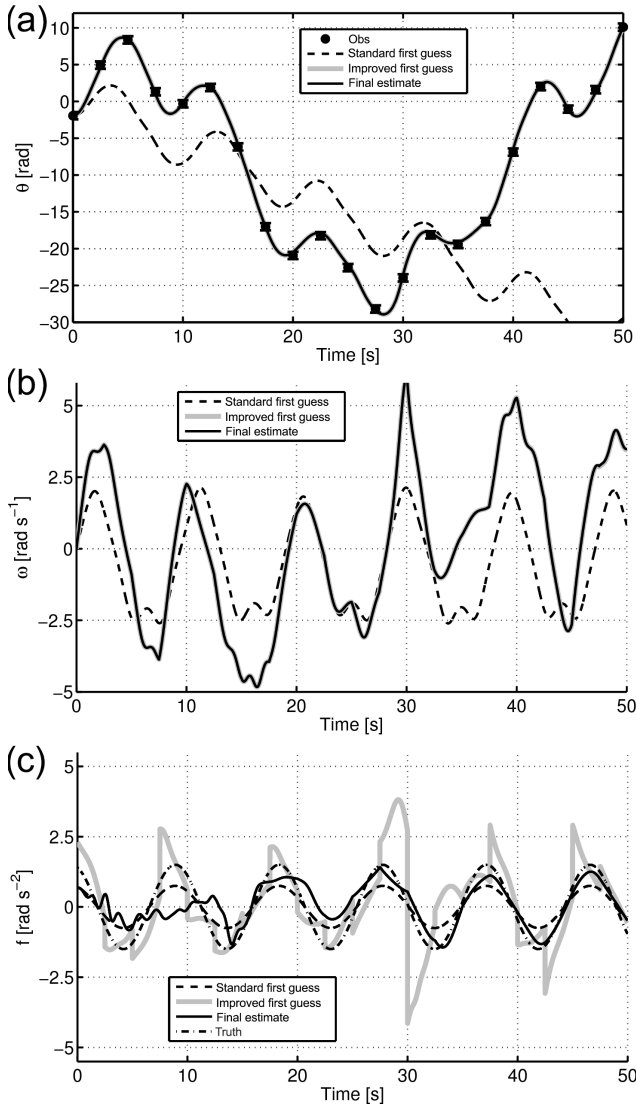 (a)
10
5
0
−5
−10
−15
−20
−25
−30
θ [rad]
Obs
Standard first guess
Improved first guess
Final estimate
0
10
20
30
40
50
Time [s]
(b)
5
2.5
0
−2.5
−5
ω [rad s⁻¹]
Standard first guess
Improved first guess
Final estimate
0
10
20
30
40
50
Time [s]
(c)
5
2.5
0
−2.5
−5
f [rad s⁻²]
Standard first guess
Improved first guess
Final estimate
Truth
0
10
20
30
40
50
Time [s]